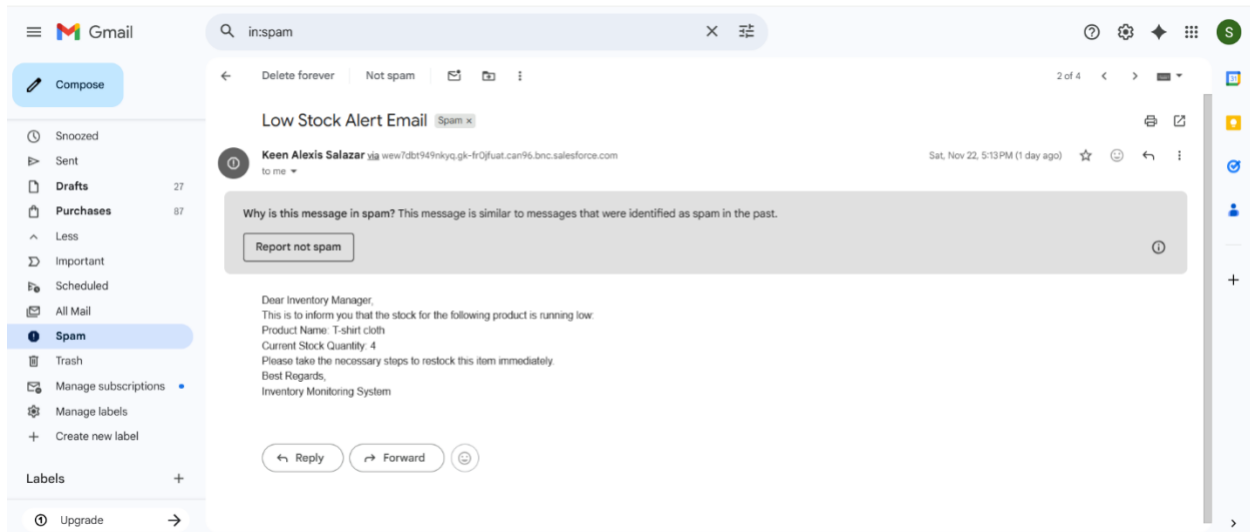 Gmail
in:spam
S
Compose
Delete forever
Not spam
2 of 4
31
Low Stock Alert Email
Spam ×
Snoozed
Sent
Drafts 27
Purchases 87
Less
Important
Scheduled
All Mail
Spam
Trash
Manage subscriptions
Manage labels
Create new label
Labels
Upgrade
Keen Alexis Salazar via wew7dbt949nkyq.gk-fr0jfuat.can96.bnc.salesforce.com
Sat, Nov 22, 5:13 PM (1 day ago)
to me
Why is this message in spam? This message is similar to messages that were identified as spam in the past.
Report not spam
Dear Inventory Manager,
This is to inform you that the stock for the following product is running low:
Product Name: T-shirt cloth
Current Stock Quantity: 4
Please take the necessary steps to restock this item immediately.
Best Regards,
Inventory Monitoring System
Reply
Forward